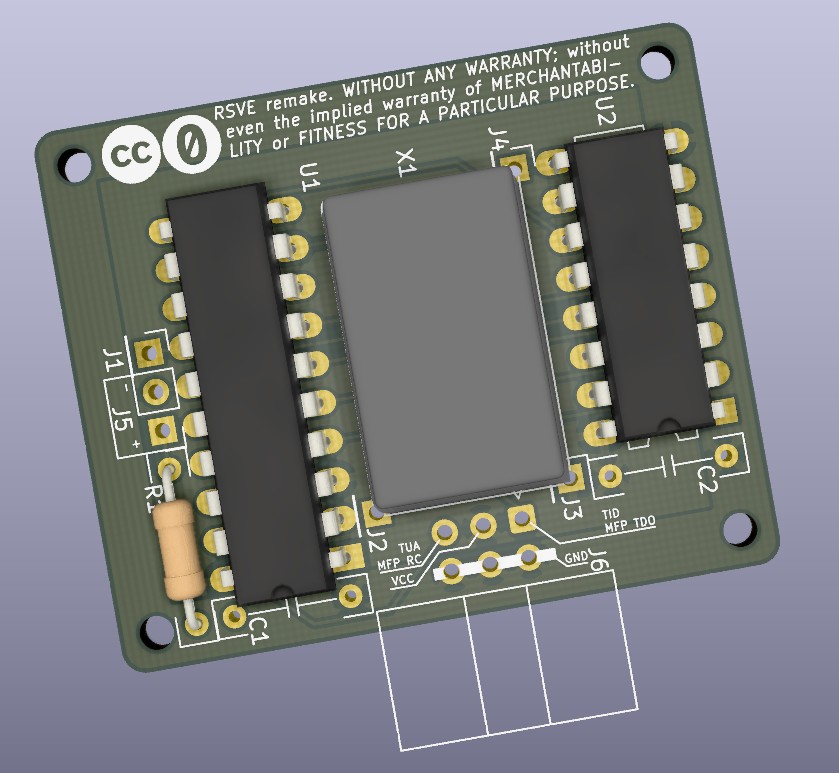 RSVE remake. WITHOUT ANY WARRANTY; without
even the implied warranty of MERCHANTABI-
LITY or FITNESS FOR A PARTICULAR PURPOSE.
cc
0
U1
X1
J4
U2
J1
-
J5
+
R1
J2
J3
C2
TUA
MFP RC
VCC
TID
MFP TDO
GND
J6
C1